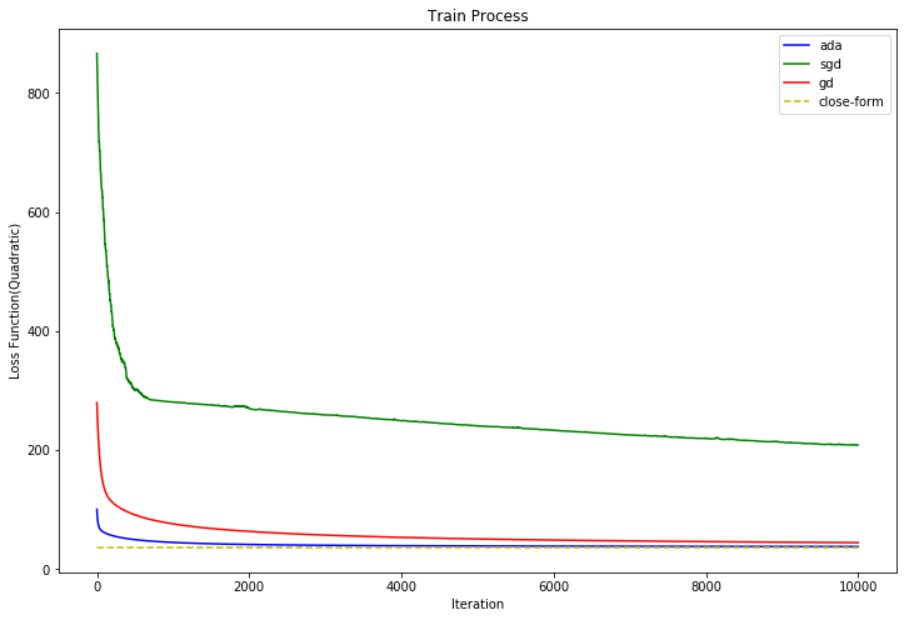 Train Process
ada
sgd
gd
close-form
Loss Function(Quadratic)
800
600
400
200
0
0 2000 4000 6000 8000 10000
Iteration